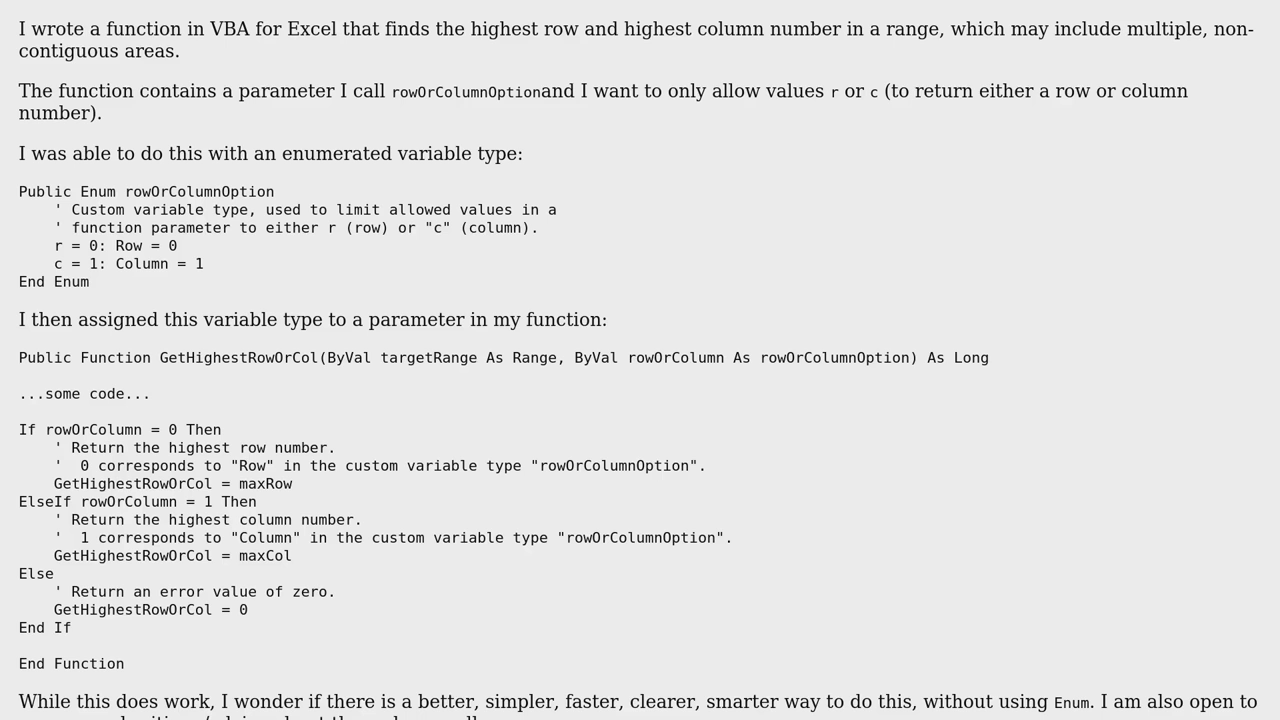 I wrote a function in VBA for Excel that finds the highest row and highest column number in a range, which may include multiple, non-
contiguous areas.
The function contains a parameter I call rowOrColumnOptionand I want to only allow values r or c (to return either a row or column
number).
I was able to do this with an enumerated variable type:
Public Enum rowOrColumnOption
    ' Custom variable type, used to limit allowed values in a
    ' function parameter to either r (row) or "c" (column).
    r = 0: Row = 0
    c = 1: Column = 1
End Enum
I then assigned this variable type to a parameter in my function:
Public Function GetHighestRowOrCol(ByVal targetRange As Range, ByVal rowOrColumn As rowOrColumnOption) As Long
...some code...
If rowOrColumn = 0 Then
    ' Return the highest row number.
    '  0 corresponds to "Row" in the custom variable type "rowOrColumnOption".
    GetHighestRowOrCol = maxRow
ElseIf rowOrColumn = 1 Then
    ' Return the highest column number.
    '  1 corresponds to "Column" in the custom variable type "rowOrColumnOption".
    GetHighestRowOrCol = maxCol
Else
    ' Return an error value of zero.
    GetHighestRowOrCol = 0
End If
End Function
While this does work, I wonder if there is a better, simpler, faster, clearer, smarter way to do this, without using Enum. I am also open to